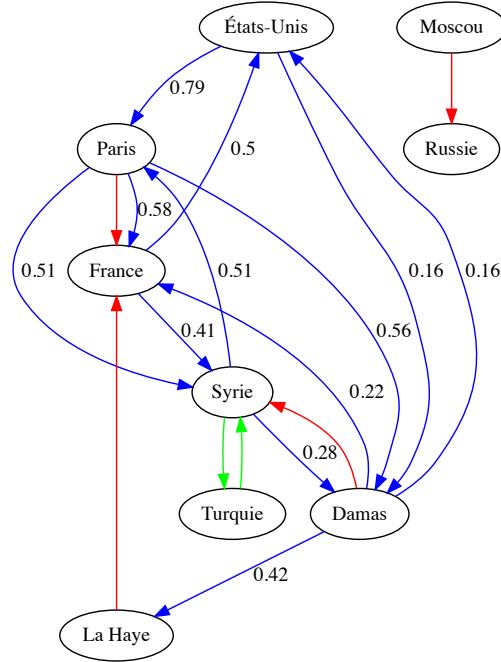 États-Unis
Moscou
0.79
Paris
0.5
Russie
0.58
0.51
France
0.51
0.16
0.16
0.41
0.56
0.22
Syrie
0.28
Turquie
Damas
0.42
La Haye